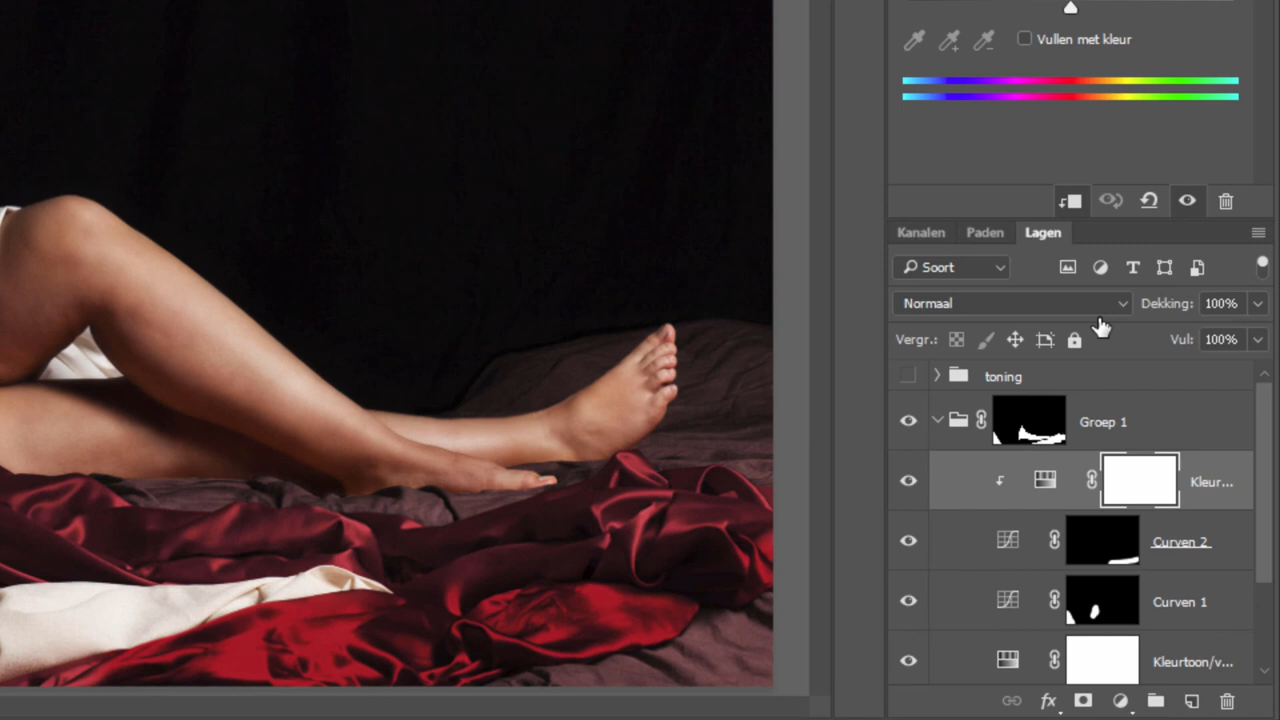 Vullen met kleur
Kanalen Paden Lagen
Soort
Normaal Dekking: 100%
Vergr.: Vul: 100%
toning
Groep 1
Kleur...
Curven 2
Curven 1
Kleurtoon/v...
fx